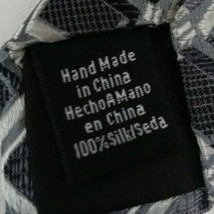 Hand Made
in China
HechoAMano
en China
100%Silk/Seda